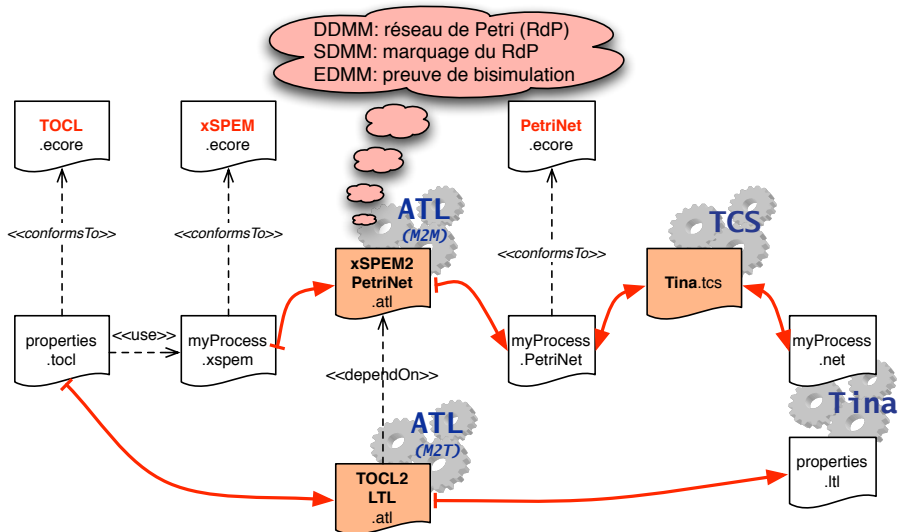 DDMM: réseau de Petri (RdP)
SDMM: marquage du RdP
EDMM: preuve de bisimulation
TOCL
.ecore
xSPEM
.ecore
PetriNet
.ecore
ATL
(M2M)
TCS
<<conformsTo>>
<<conformsTo>>
<<conformsTo>>
xSPEM2
PetriNet
.atl
Tina.tcs
properties
.tocl
<<use>>
myProcess
.xspem
myProcess
.PetriNet
myProcess
.net
<<dependOn>>
Tina
ATL
(M2T)
TOCL2
LTL
.atl
properties
.ltl